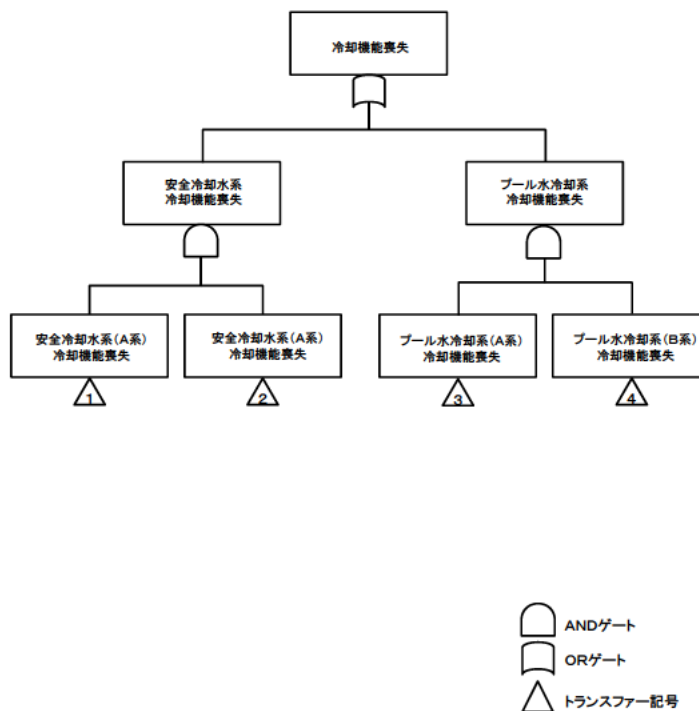 冷却機能喪失
安全冷却水系
冷却機能喪失
プール水冷却系
冷却機能喪失
安全冷却水系(A系)
冷却機能喪失
安全冷却水系(A系)
冷却機能喪失
プール水冷却系(A系)
冷却機能喪失
プール水冷却系(B系)
冷却機能喪失
1
2
3
4
ANDゲート
ORゲート
トランスファー記号